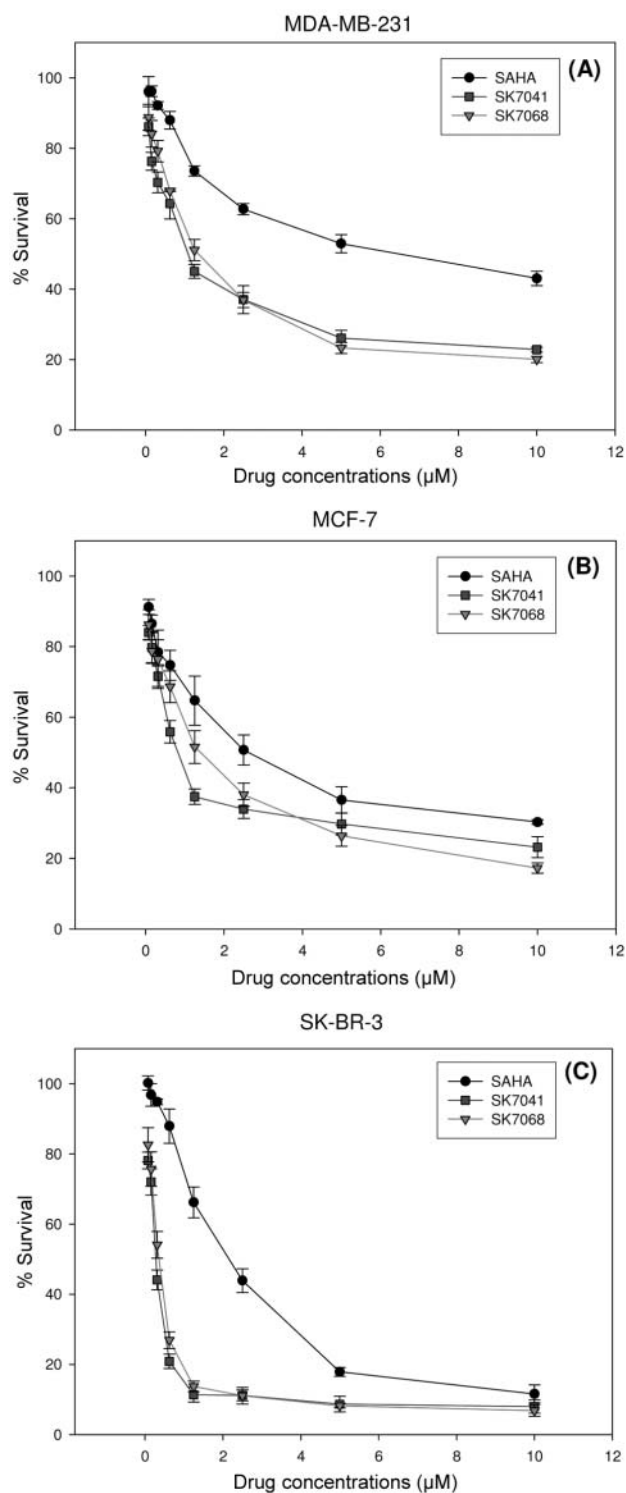 MDA-MB-231
(A)
SAHA
SK7041
SK7068
100
80
60
40
20
0
% Survival
0 2 4 6 8 10 12
Drug concentrations (µM)
MCF-7
(B)
SAHA
SK7041
SK7068
100
80
60
40
20
0
% Survival
0 2 4 6 8 10 12
Drug concentrations (µM)
SK-BR-3
(C)
SAHA
SK7041
SK7068
100
80
60
40
20
0
% Survival
0 2 4 6 8 10 12
Drug concentrations (µM)